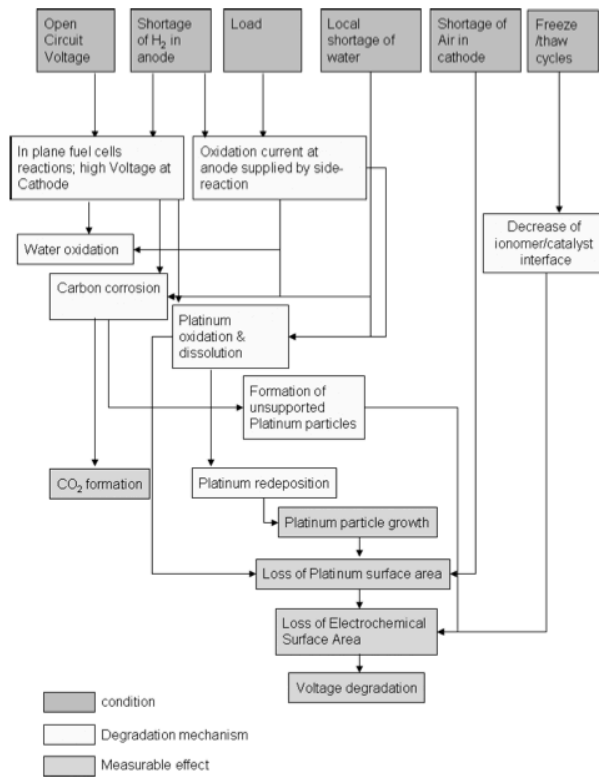 Open
Circuit
Voltage
Shortage
of H2 in
anode
Load
Local
shortage of
water
Shortage of
Air in
cathode
Freeze
/thaw
cycles
In plane fuel cells
reactions; high Voltage at
Cathode
Oxidation current at
anode supplied by side-
reaction
Decrease of
ionomer/catalyst
interface
Water oxidation
Carbon corrosion
Platinum
oxidation &
dissolution
Formation of
unsupported
Platinum particles
CO2 formation
Platinum redeposition
Platinum particle growth
Loss of Platinum surface area
Loss of Electrochemical
Surface Area
Voltage degradation
condition
Degradation mechanism
Measurable effect